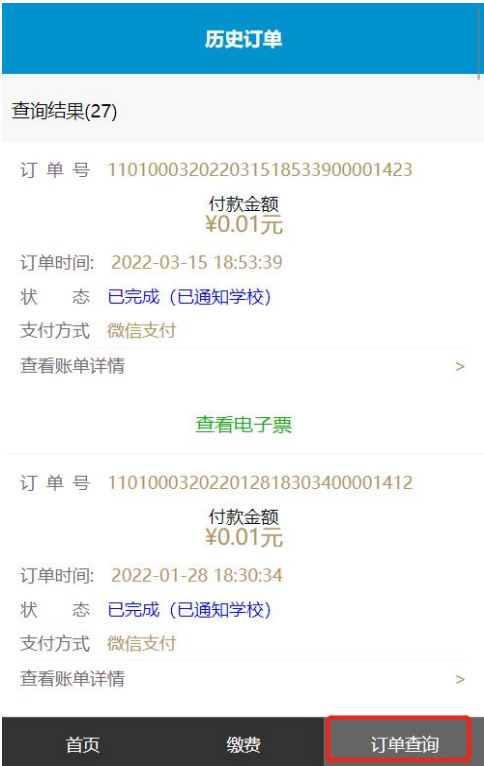 历史订单
查询结果(27)
订 单 号 11010003202203151853390000​1423
付款金额
¥0.01元
订单时间: 2022-03-15 18:53:39
状 态 已完成（已通知学校）
支付方式 微信支付
查看账单详情 >
查看电子票
订 单 号 11010003202201281830340000​1412
付款金额
¥0.01元
订单时间: 2022-01-28 18:30:34
状 态 已完成（已通知学校）
支付方式 微信支付
查看账单详情 >
首页 缴费 订单查询